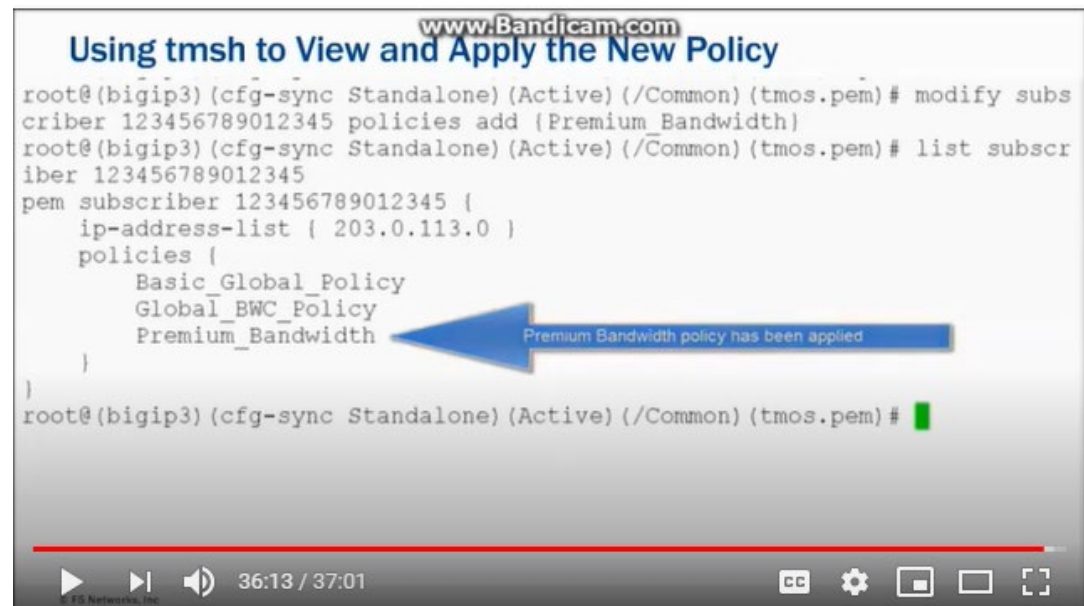 www.Bandicam.com
Using tmsh to View and Apply the New Policy
root@(bigip3)(cfg-sync Standalone)(Active)(/Common)(tmos.pem)# modify subs
criber 123456789012345 policies add {Premium_Bandwidth}
root@(bigip3)(cfg-sync Standalone)(Active)(/Common)(tmos.pem)# list subscr
iber 123456789012345
pem subscriber 123456789012345 {
    ip-address-list { 203.0.113.0 }
    policies {
        Basic_Global_Policy
        Global_BWC_Policy
        Premium_Bandwidth
Premium Bandwidth policy has been applied
    }
}
root@(bigip3)(cfg-sync Standalone)(Active)(/Common)(tmos.pem)#
36:13 / 37:01
CC
© F5 Networks, Inc